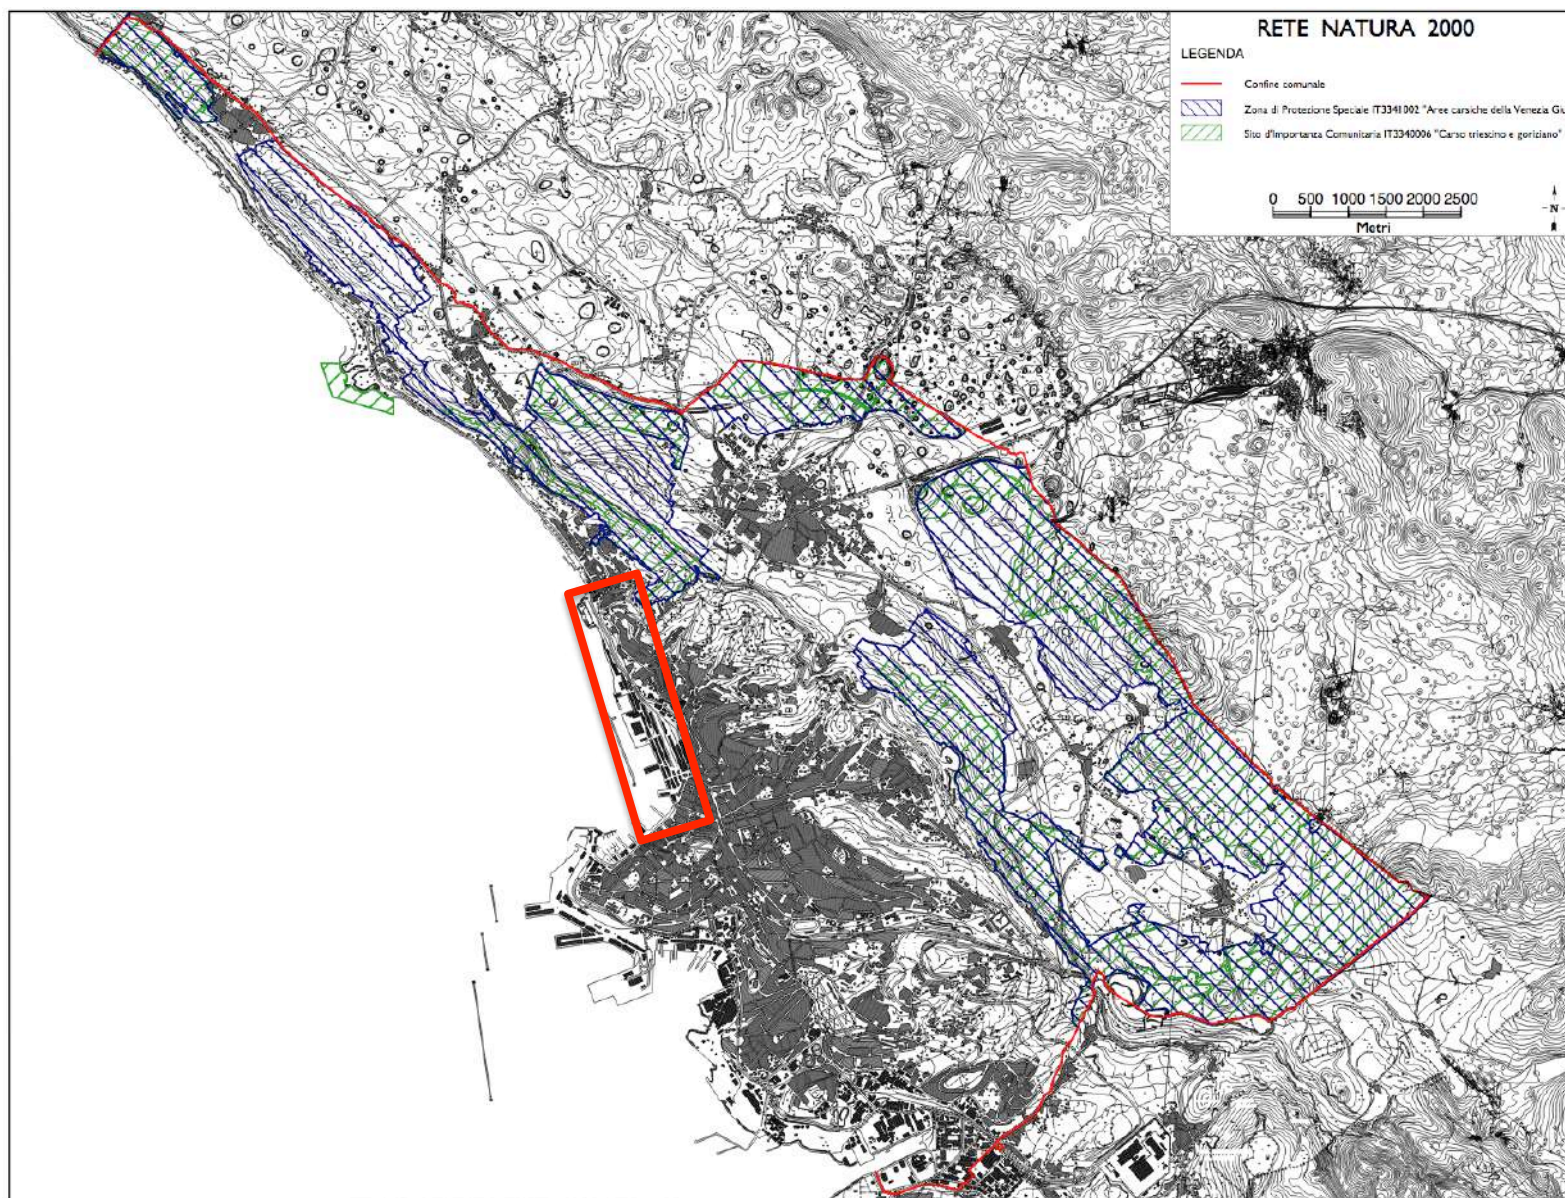 RETE NATURA 2000
LEGENDA
Confine comunale
Zona di Protezione Speciale IT3341002 "Aree carsiche della Venezia Giu
Sito d'Importanza Comunitaria IT3340006 "Carso triestino e goriziano"
0 500 1000 1500 2000 2500
Metri
N